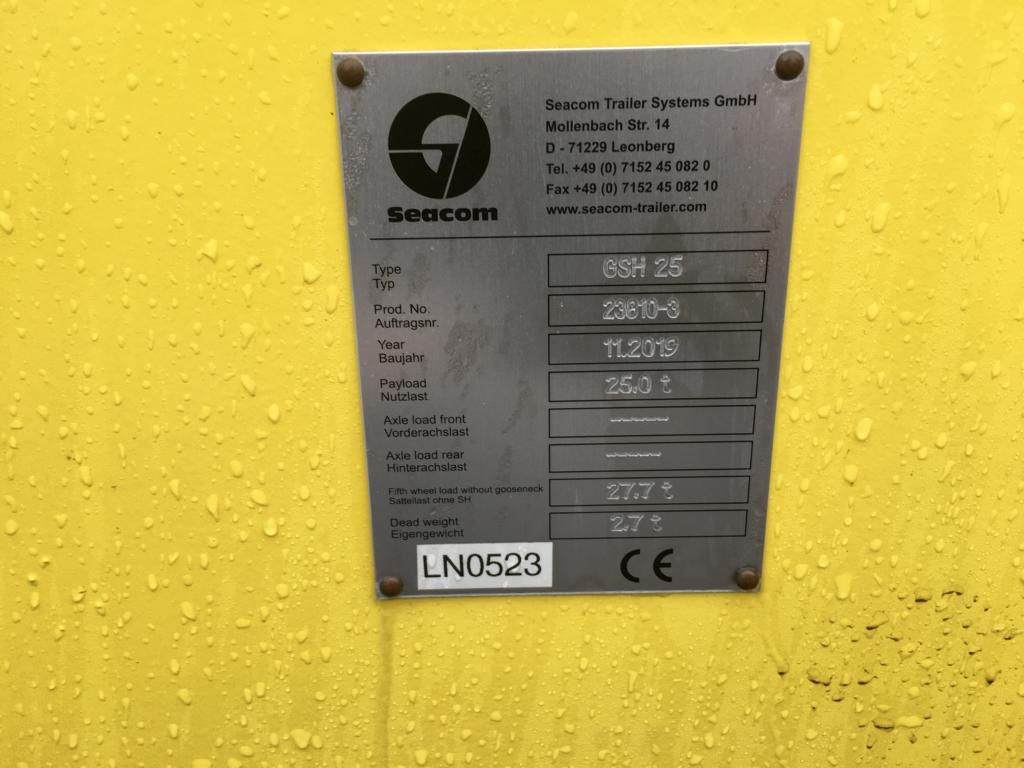 Seacom
Seacom Trailer Systems GmbH
Mollenbach Str. 14
D - 71229 Leonberg
Tel. +49 (0) 7152 45 082 0
Fax +49 (0) 7152 45 082 10
www.seacom-trailer.com
Type
Typ
GSH 25
Prod. No.
Auftragsnr.
23610-3
Year
Baujahr
11.2019
Payload
Nutzlast
25.0 t
Axle load front
Vorderachslast
-----
Axle load rear
Hinterachslast
-----
Fifth wheel load without gooseneck
Sattellast ohne SH
27.7 t
Dead weight
Eigengewicht
2.7 t
LN0523
CE